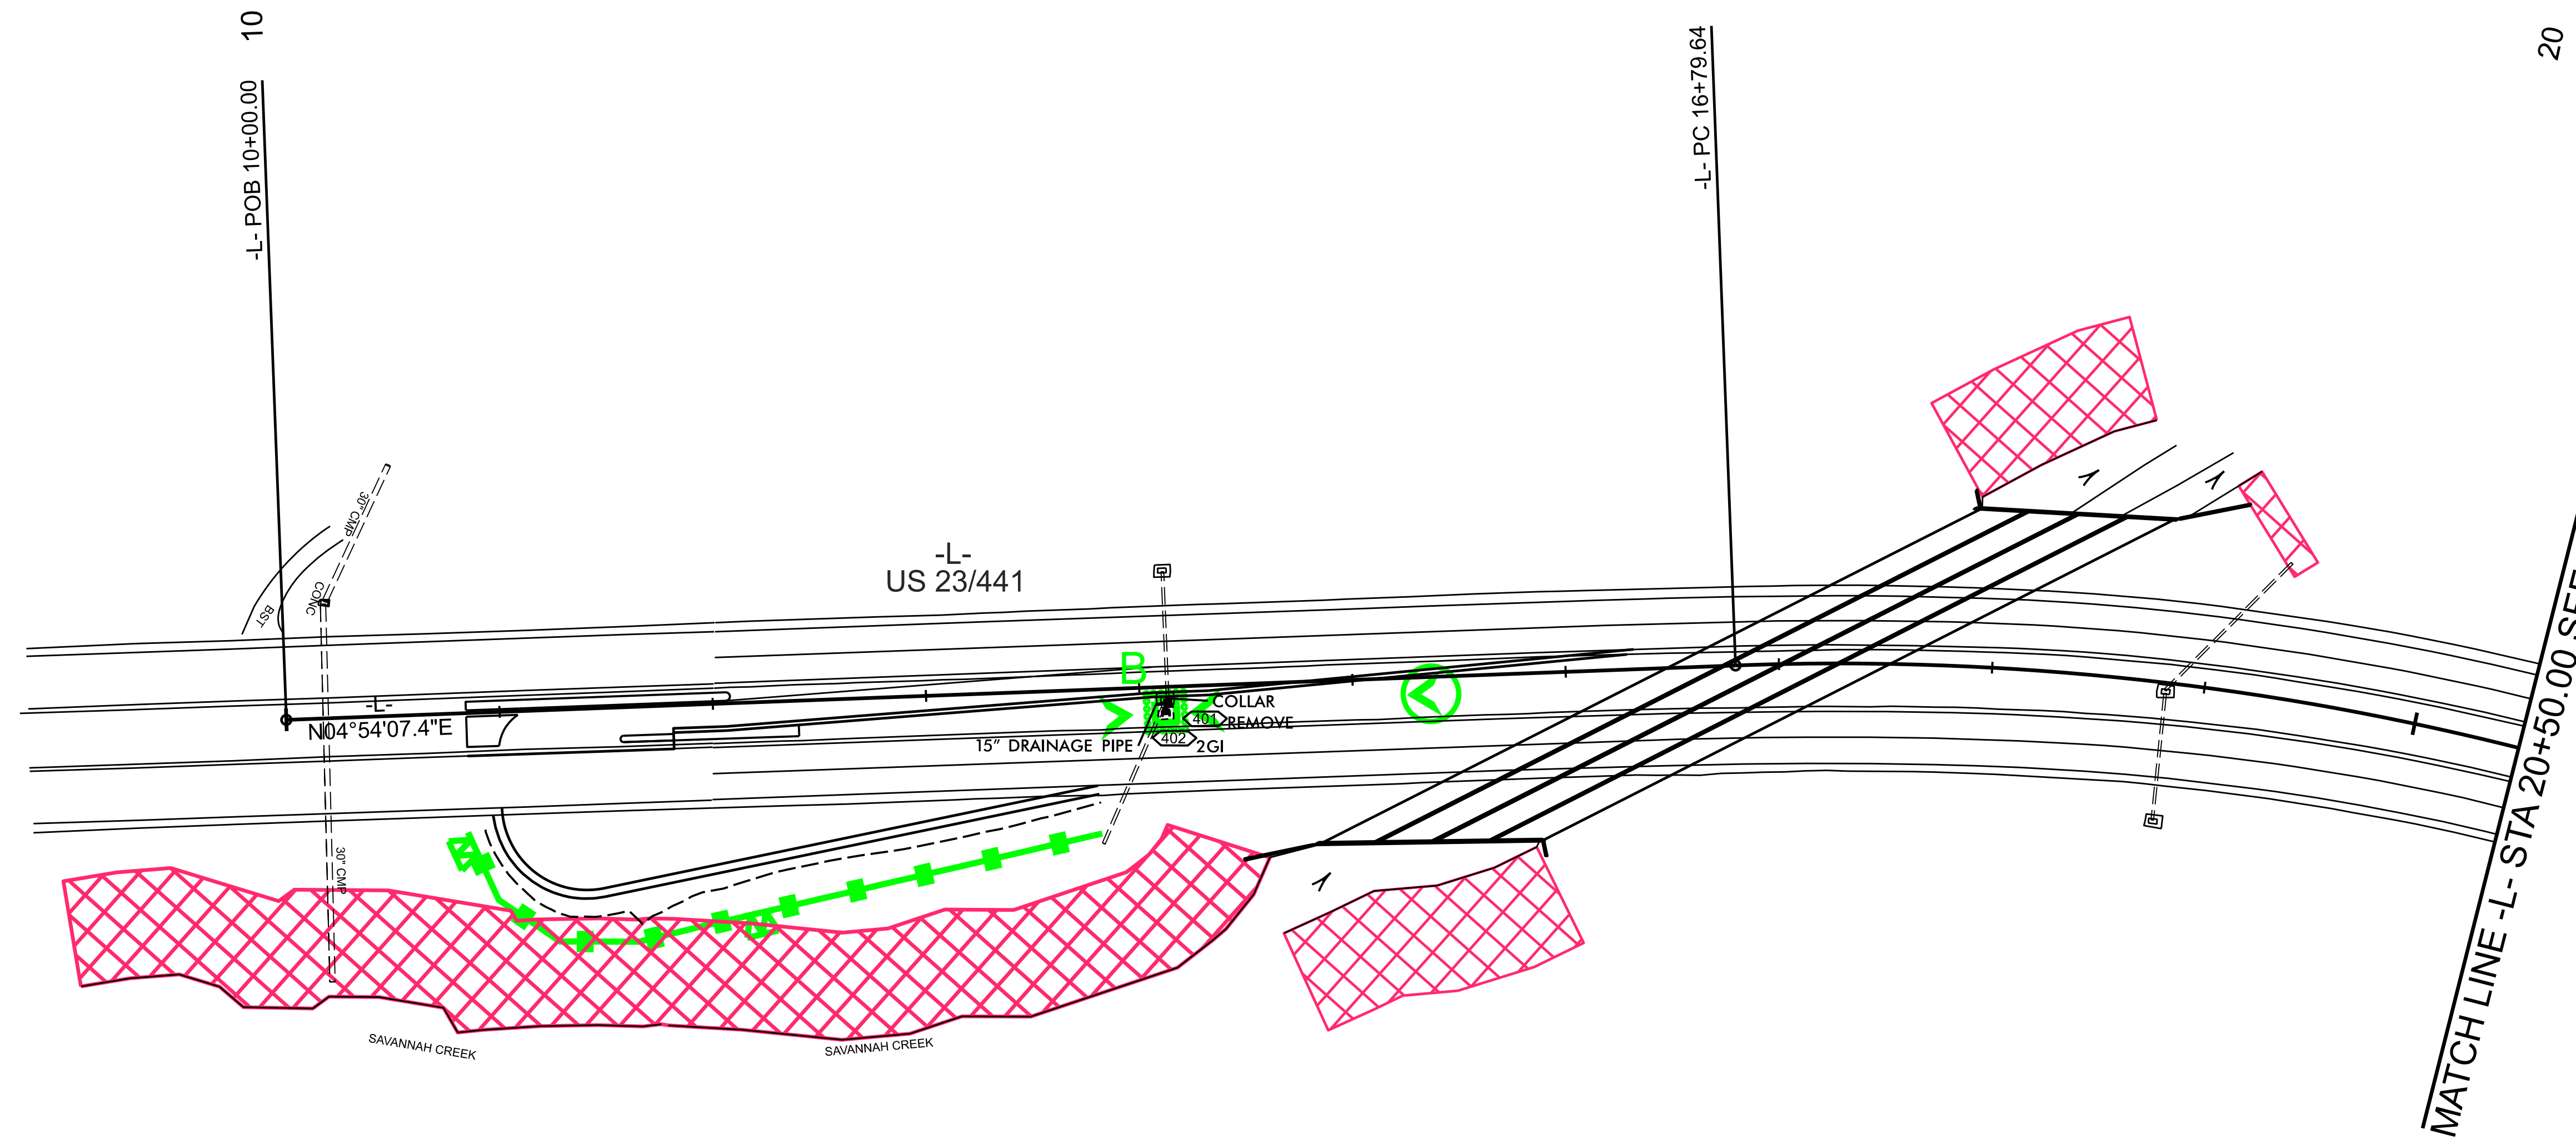 10
-L- POB 10+00.00
-L- PC 16+79.64
20
30" CMP
CONC
BST
-L-
US 23/441
B
-L-
N04°54'07.4"E
COLLAR
401
REMOVE
15" DRAINAGE PIPE
402
2GI
30" CMP
SAVANNAH CREEK
SAVANNAH CREEK
MATCH LINE -L- STA 20+50.00